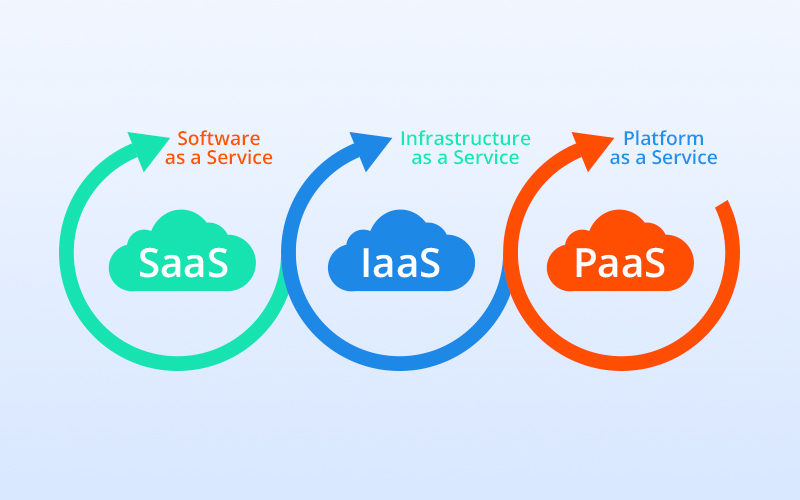 Software
as a Service
SaaS
Infrastructure
as a Service
IaaS
Platform
as a Service
PaaS